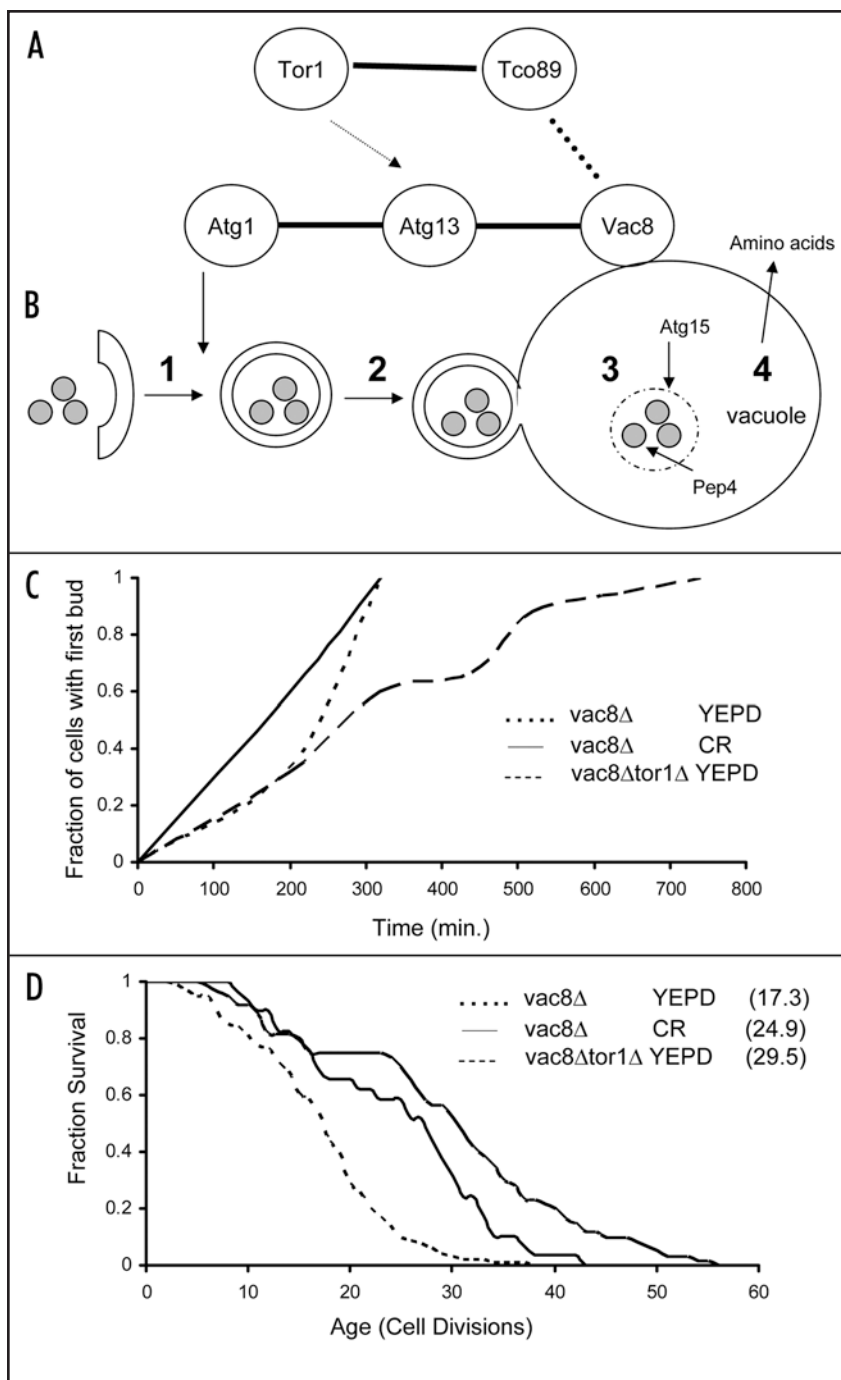 A
Tor1
Tco89
Atg1
Atg13
Vac8
Amino acids
B
1
2
3
4
Atg15
vacuole
Pep4
C
Fraction of cells with first bud
1
0.8
0.6
0.4
0.2
0
0 100 200 300 400 500 600 700 800
Time (min.)
vac8Δ YEPD
vac8Δ CR
vac8Δtor1Δ YEPD
D
Fraction Survival
1
0.8
0.6
0.4
0.2
0
0 10 20 30 40 50 60
Age (Cell Divisions)
vac8Δ YEPD (17.3)
vac8Δ CR (24.9)
vac8Δtor1Δ YEPD (29.5)